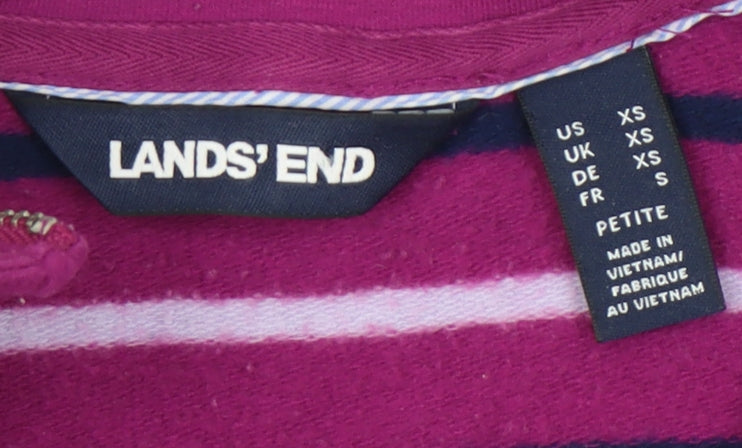 LANDS' END
US XS
UK XS
DE XS
FR S
PETITE
MADE IN
VIETNAM/
FABRIQUE
AU VIETNAM